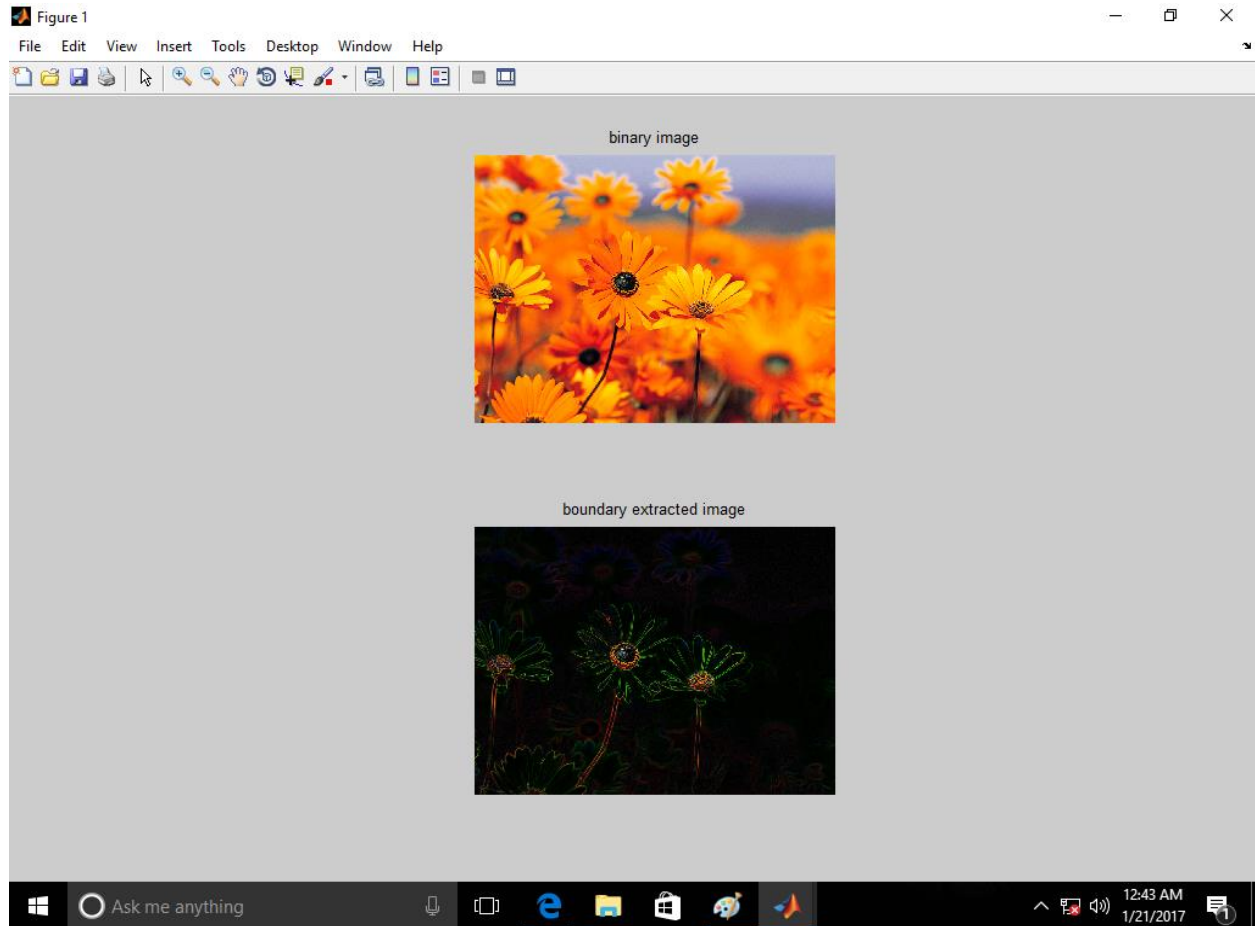 Figure 1
File Edit View Insert Tools Desktop Window Help
binary image
boundary extracted image
Ask me anything
12:43 AM
1/21/2017
1